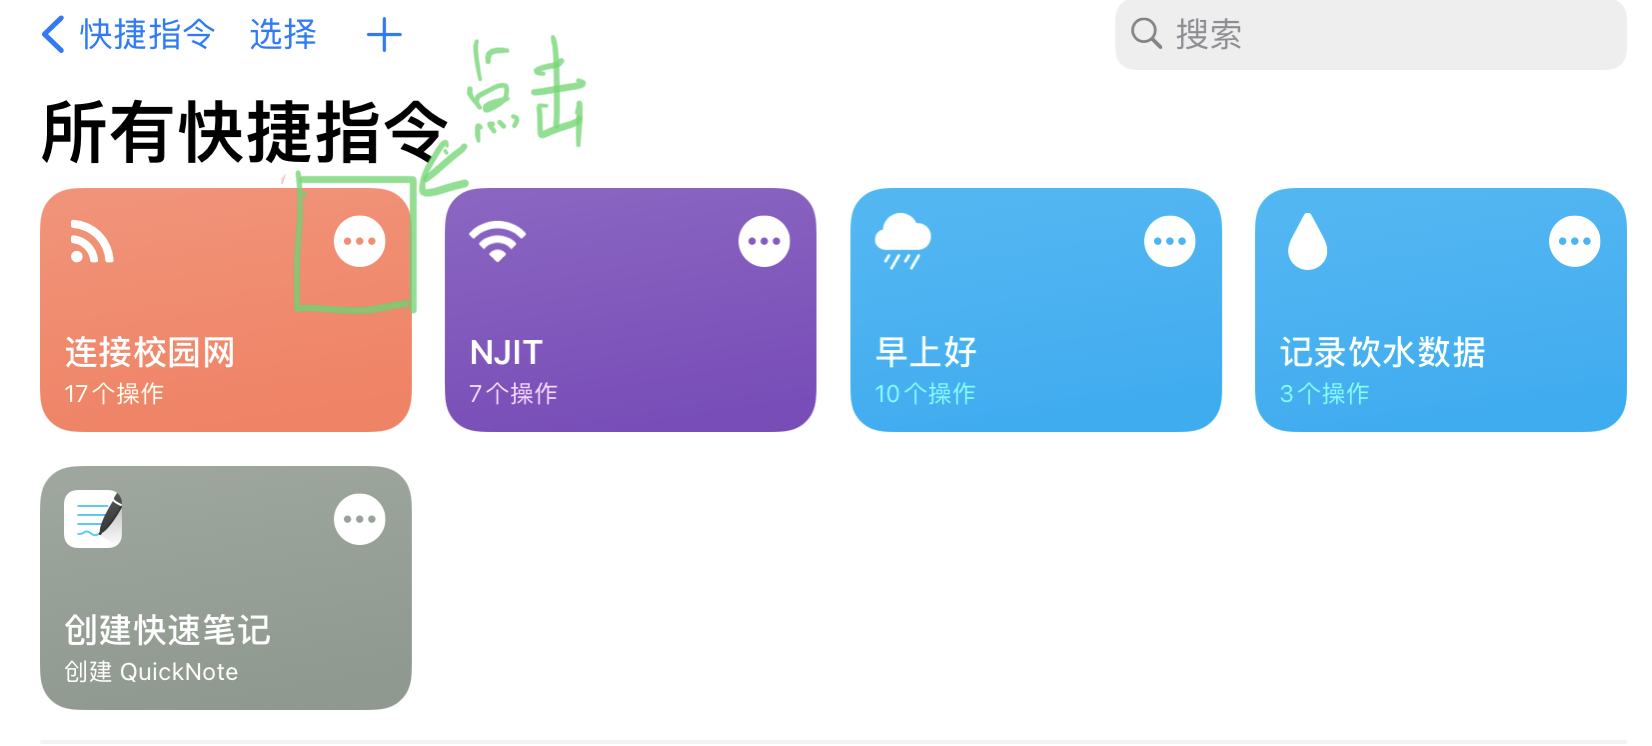 快捷指令 选择
搜索
点击
所有快捷指令
连接校园网
17个操作
NJIT
7个操作
早上好
10个操作
记录饮水数据
3个操作
创建快速笔记
创建 QuickNote